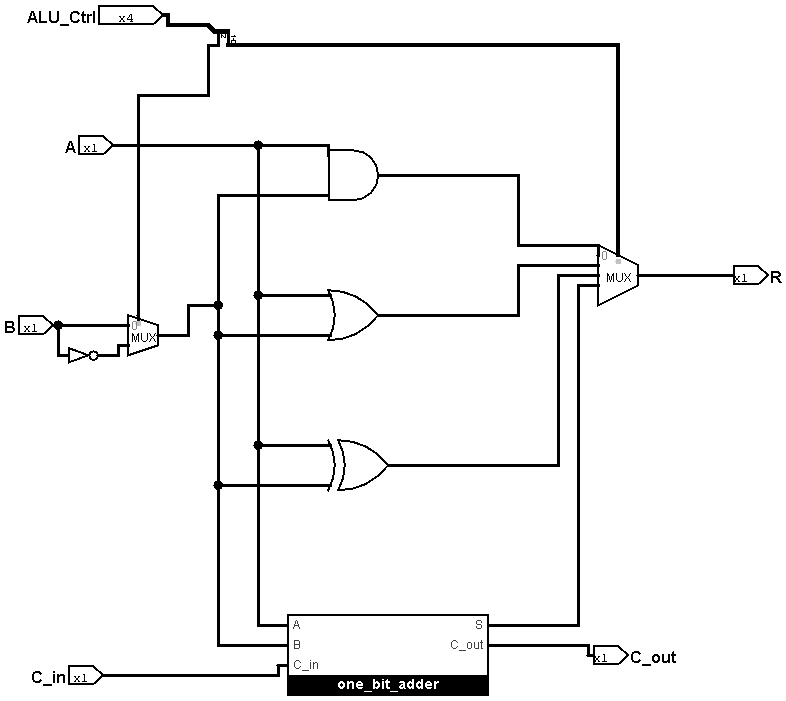 ALU_Ctrl x4
A x1
0
MUX
R
x1
B x1
0
MUX
A S
B C_out
C_in
one_bit_adder
C_in x1
x1 C_out